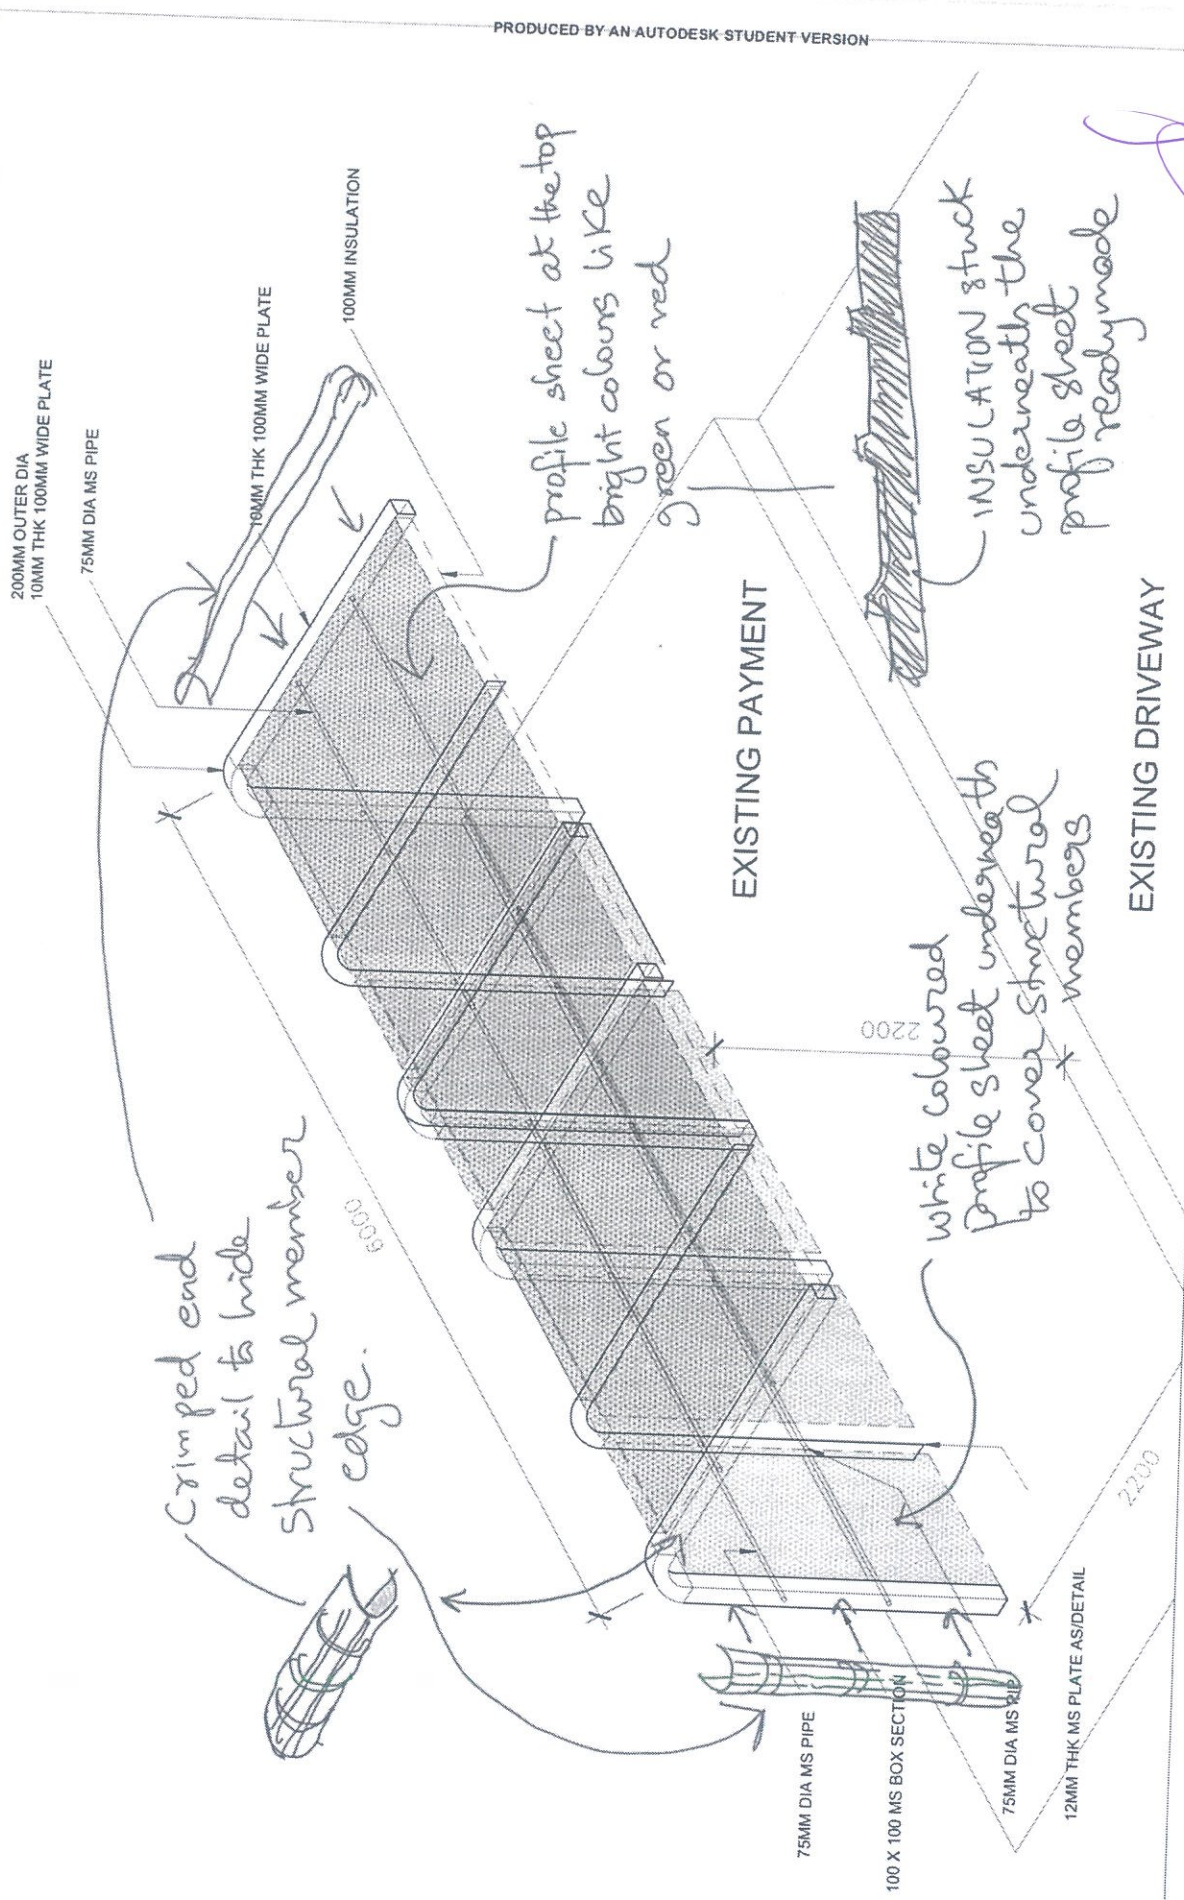 PRODUCED BY AN AUTODESK STUDENT VERSION
200MM OUTER DIA
10MM THK 100MM WIDE PLATE
75MM DIA MS PIPE
10MM THK 100MM WIDE PLATE
100MM INSULATION
profile sheet at the top
bright colours like
green or red
INSULATION stuck
underneath the
profile sheet
readymade
Crimped end
detail to hide
structural member
edge.
6000
EXISTING PAYMENT
2200
White coloured
profile sheet underneath
to cover structural
members
EXISTING DRIVEWAY
2200
75MM DIA MS PIPE
100 X 100 MS BOX SECTION
75MM DIA MS PIP
12MM THK MS PLATE AS/DETAIL